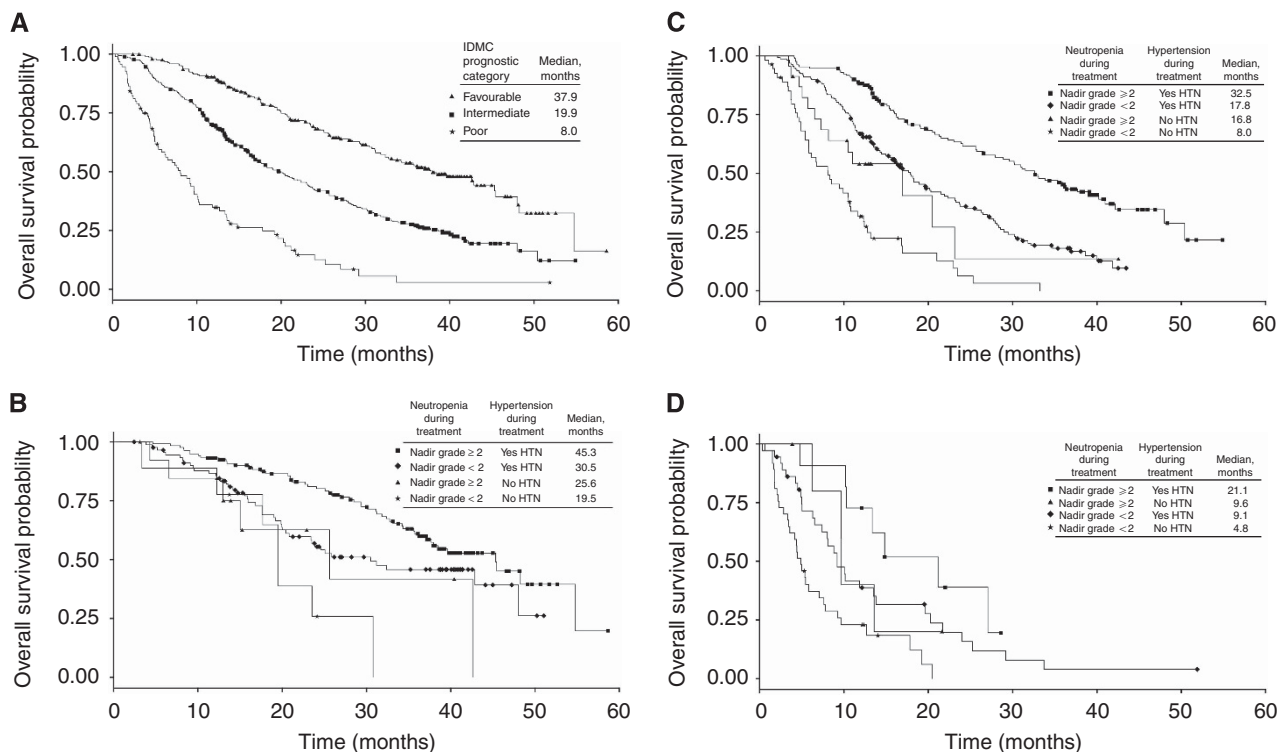 A
IDMC
prognostic
category
Median,
months
Favourable 37.9
Intermediate 19.9
Poor 8.0
Overall survival probabilty
1.00
0.75
0.50
0.25
0.00
0 10 20 30 40 50 60
Time (months)
C
Neutropenia
during
treatment
Hypertension
during
treatment
Median,
months
Nadir grade ⩾2 Yes HTN 32.5
Nadir grade <2 Yes HTN 17.8
Nadir grade ⩾2 No HTN 16.8
Nadir grade <2 No HTN 8.0
Overall survival probabilty
1.00
0.75
0.50
0.25
0.00
0 10 20 30 40 50 60
Time (months)
B
Neutropenia
during
treatment
Hypertension
during
treatment
Median,
months
Nadir grade ≥2 Yes HTN 45.3
Nadir grade <2 Yes HTN 30.5
Nadir grade ≥2 No HTN 25.6
Nadir grade <2 No HTN 19.5
Overall survival probabilty
1.00
0.75
0.50
0.25
0.00
0 10 20 30 40 50 60
Time (months)
D
Neutropenia
during
treatment
Hypertension
during
treatment
Median,
months
Nadir grade ⩾2 Yes HTN 21.1
Nadir grade ⩾2 No HTN 9.6
Nadir grade <2 Yes HTN 9.1
Nadir grade <2 No HTN 4.8
Overall survival probabilty
1.00
0.75
0.50
0.25
0.00
0 10 20 30 40 50 60
Time (months)